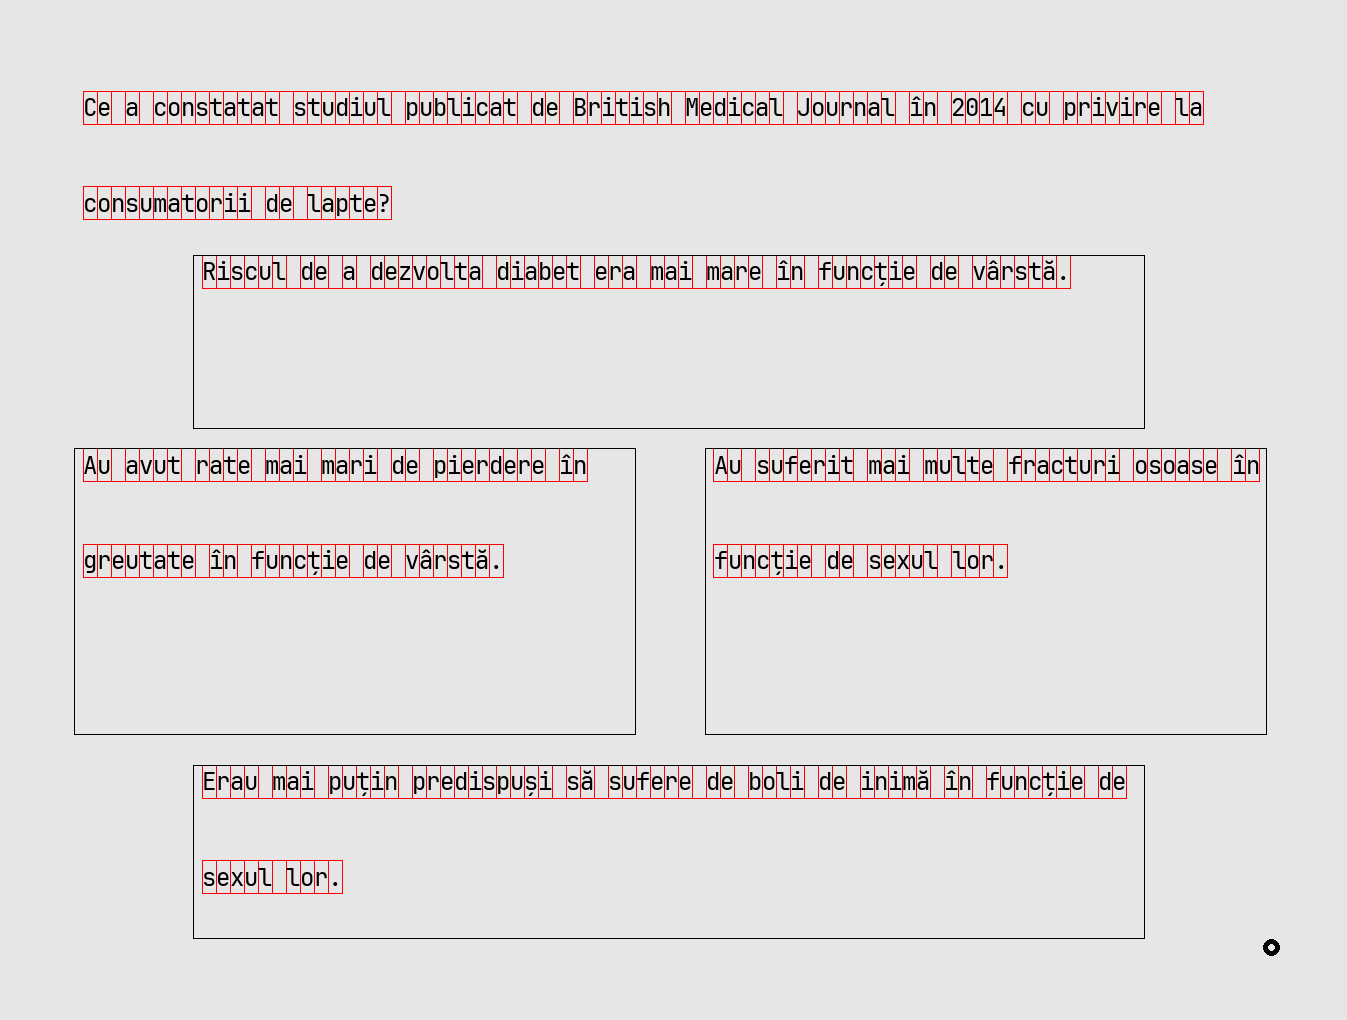 Ce a constatat studiul publicat de British Medical Journal în 2014 cu privire la
consumatorii de lapte?
Riscul de a dezvolta diabet era mai mare în funcție de vârstă.
Au avut rate mai mari de pierdere în
greutate în funcție de vârstă.
Au suferit mai multe fracturi osoase în
funcție de sexul lor.
Erau mai puțin predispuși să sufere de boli de inimă în funcție de
sexul lor.